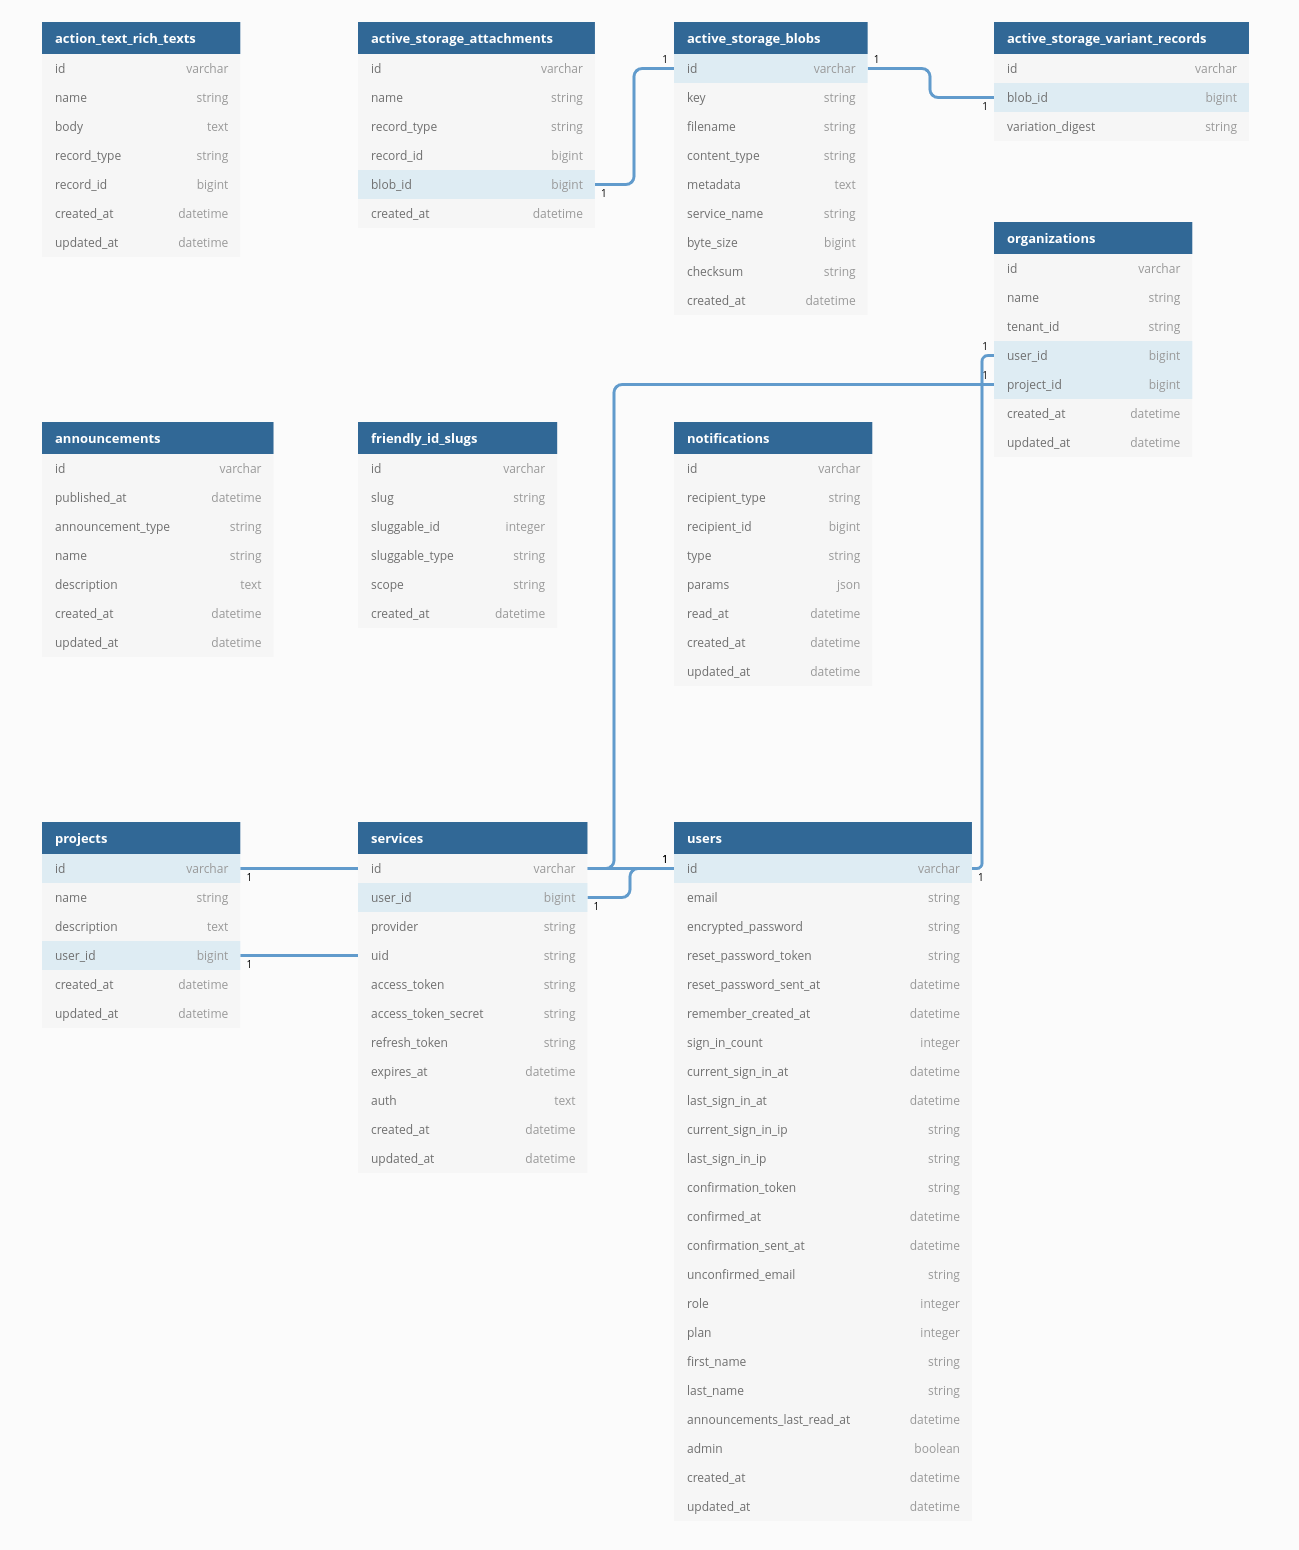 action_text_rich_texts
id varchar
name string
body text
record_type string
record_id bigint
created_at datetime
updated_at datetime
active_storage_attachments
id varchar
name string
record_type string
record_id bigint
blob_id bigint
1
created_at datetime
1
active_storage_blobs
1
id varchar
key string
filename string
content_type string
metadata text
service_name string
byte_size bigint
checksum string
created_at datetime
active_storage_variant_records
id varchar
blob_id bigint
1
variation_digest string
organizations
id varchar
name string
tenant_id string
1
user_id bigint
1
project_id bigint
created_at datetime
updated_at datetime
announcements
id varchar
published_at datetime
announcement_type string
name string
description text
created_at datetime
updated_at datetime
friendly_id_slugs
id varchar
slug string
sluggable_id integer
sluggable_type string
scope string
created_at datetime
notifications
id varchar
recipient_type string
recipient_id bigint
type string
params json
read_at datetime
created_at datetime
updated_at datetime
projects
id varchar
1
name string
description text
user_id bigint
1
created_at datetime
updated_at datetime
services
id varchar
user_id bigint
1
provider string
uid string
access_token string
access_token_secret string
refresh_token string
expires_at datetime
auth text
created_at datetime
updated_at datetime
users
1
id varchar
1
email string
encrypted_password string
reset_password_token string
reset_password_sent_at datetime
remember_created_at datetime
sign_in_count integer
current_sign_in_at datetime
last_sign_in_at datetime
current_sign_in_ip string
last_sign_in_ip string
confirmation_token string
confirmed_at datetime
confirmation_sent_at datetime
unconfirmed_email string
role integer
plan integer
first_name string
last_name string
announcements_last_read_at datetime
admin boolean
created_at datetime
updated_at datetime